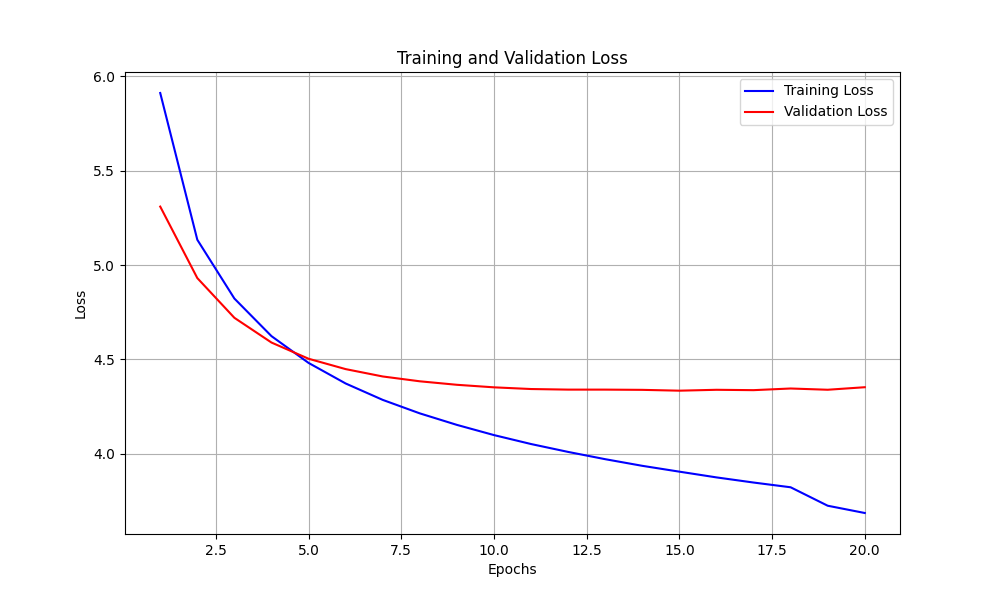 Training and Validation Loss
Training Loss
Validation Loss
6.0
5.5
5.0
4.5
4.0
Loss
2.5 5.0 7.5 10.0 12.5 15.0 17.5 20.0
Epochs